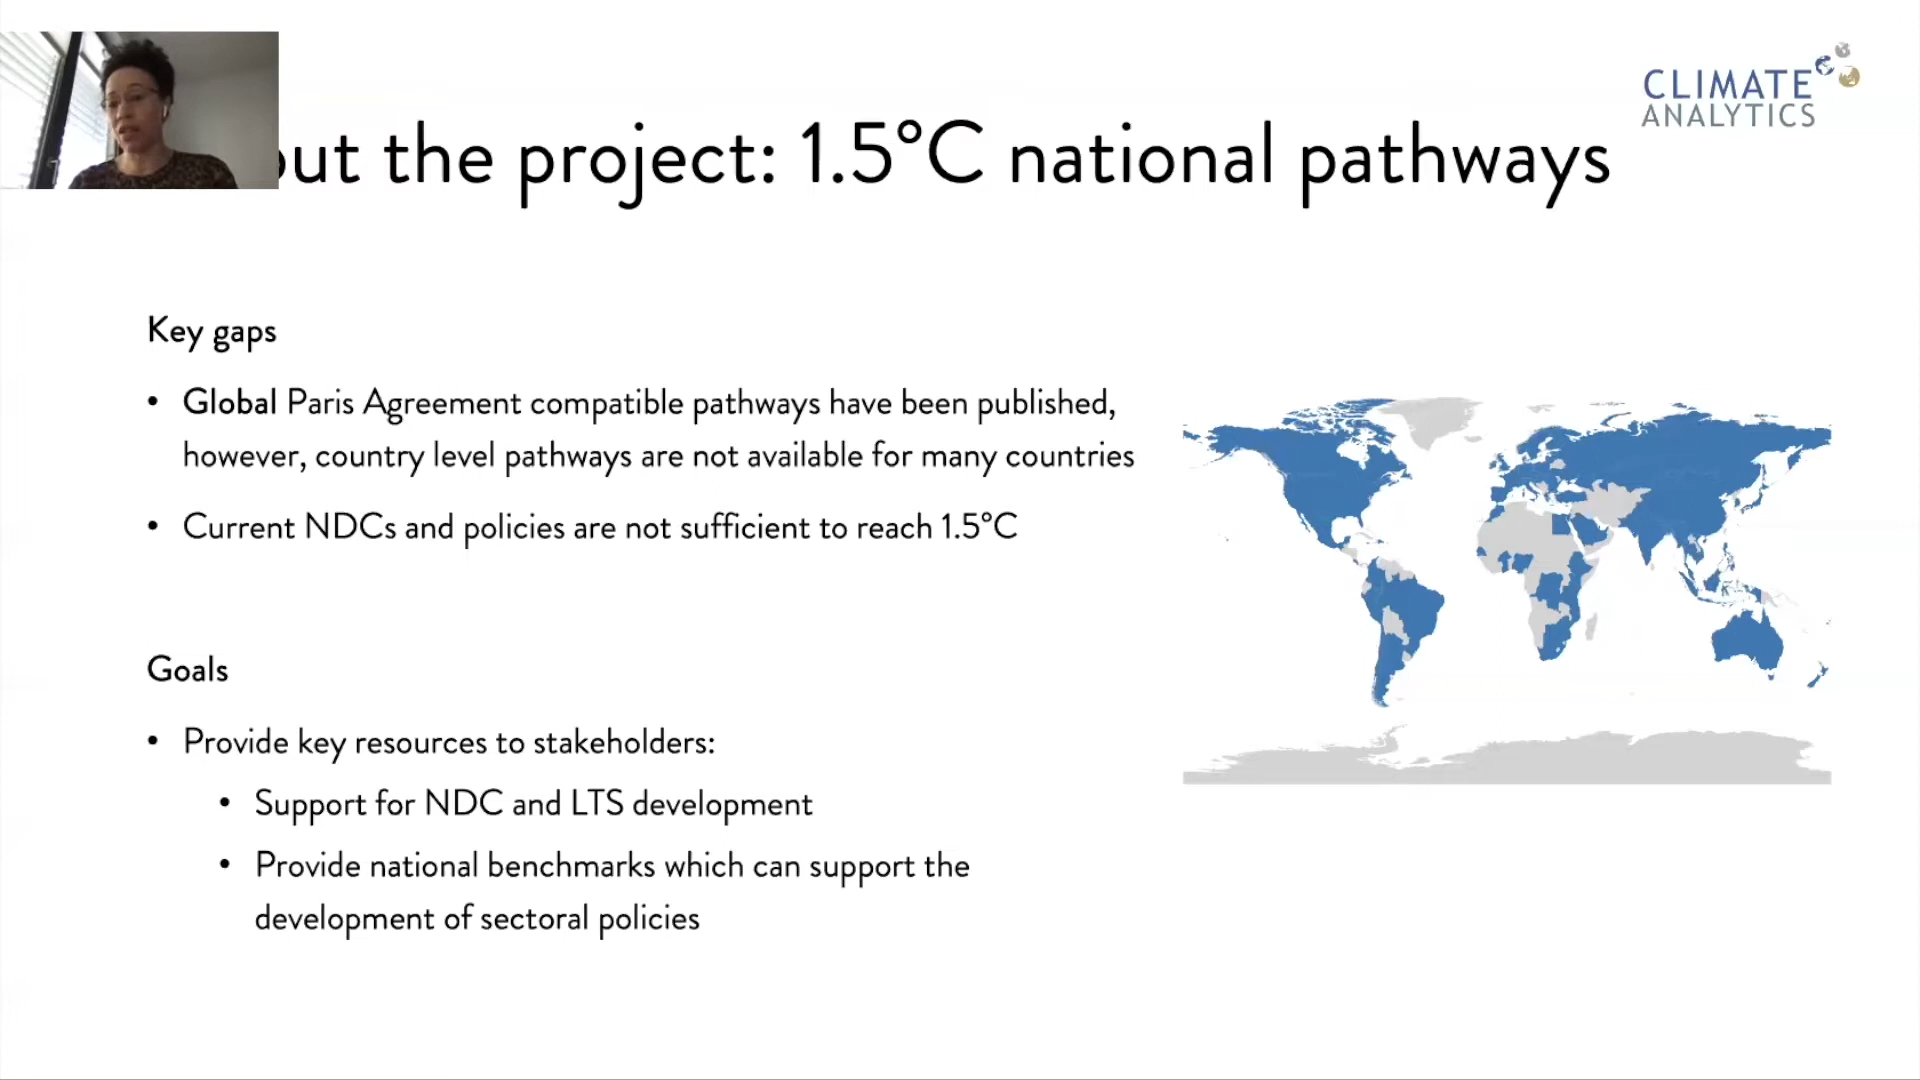 CLIMATE
ANALYTICS
out the project: 1.5°C national pathways
Key gaps
• Global Paris Agreement compatible pathways have been published,
however, country level pathways are not available for many countries
• Current NDCs and policies are not sufficient to reach 1.5°C
Goals
• Provide key resources to stakeholders:
• Support for NDC and LTS development
• Provide national benchmarks which can support the
development of sectoral policies